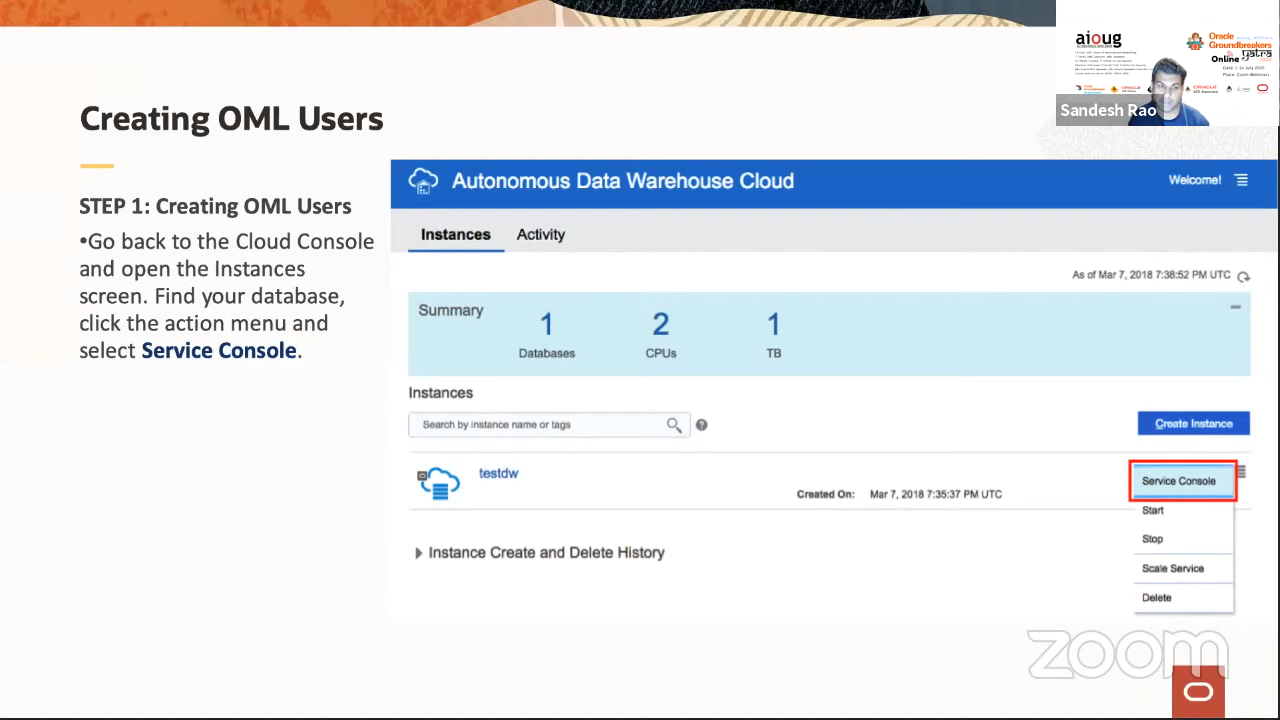 Creating OML Users
STEP 1: Creating OML Users
•Go back to the Cloud Console
and open the Instances
screen. Find your database,
click the action menu and
select Service Console.
Autonomous Data Warehouse Cloud
Welcome!
Instances
Activity
As of Mar 7, 2018 7:38:52 PM UTC
Summary
1
Databases
2
CPUs
1
TB
Instances
Search by instance name or tags
Create Instance
testdw
Created On: Mar 7, 2018 7:35:37 PM UTC
Service Console
Start
Stop
Scale Service
Delete
Instance Create and Delete History
aioug
Oracle
Groundbreakers
yatra
Online
Sandesh Rao
zoom